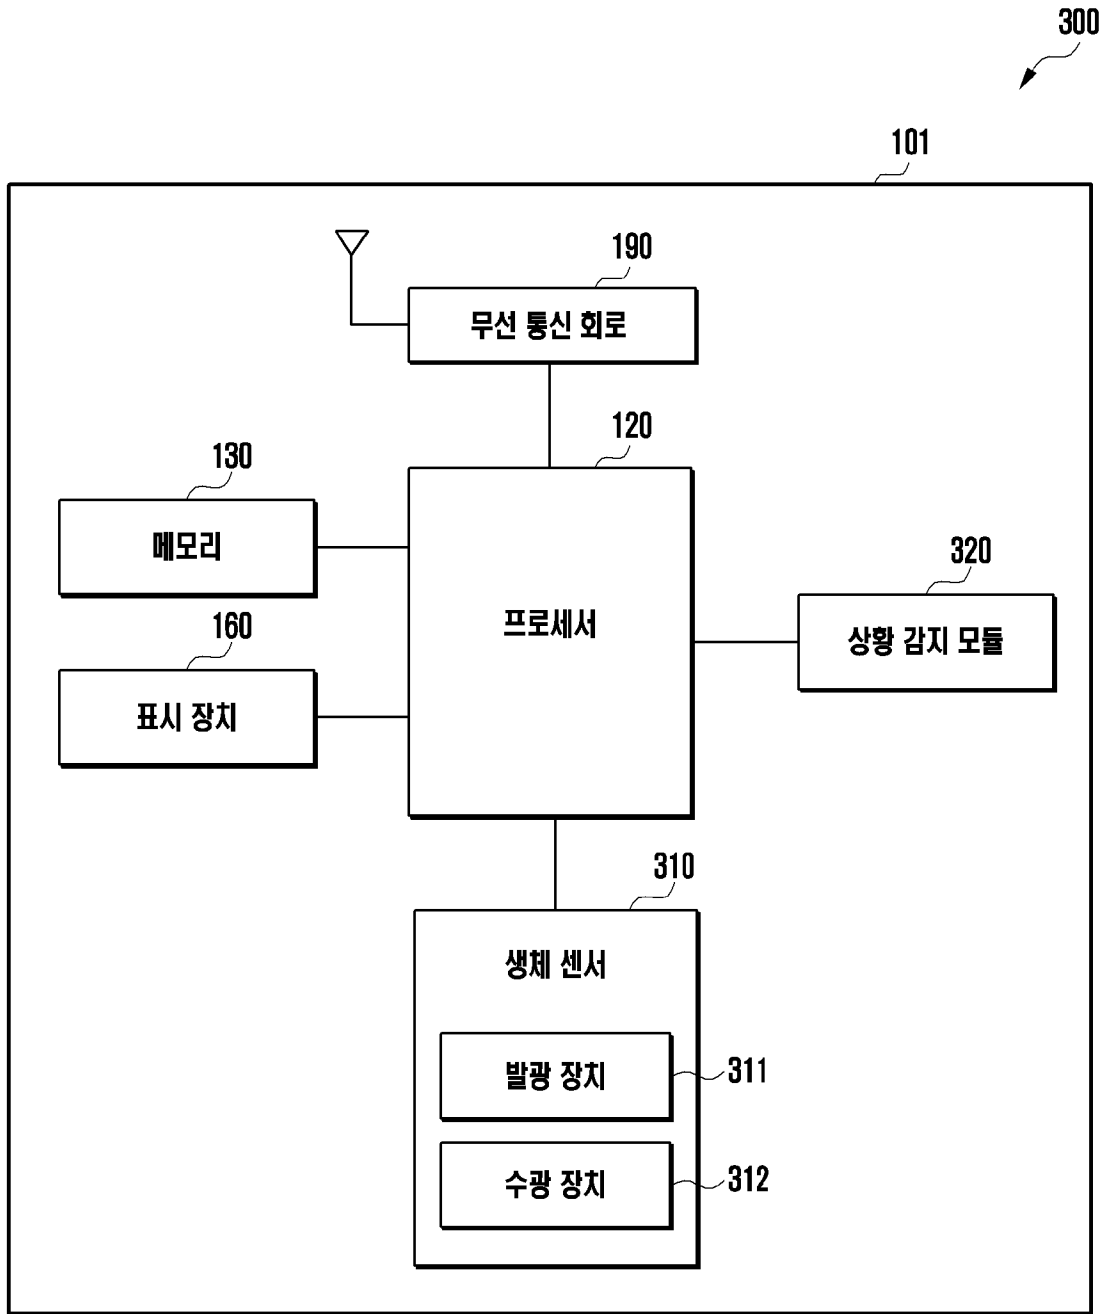 300
101
190
무선 통신 회로
120
130
메모리
프로세서
320
상황 감지 모듈
160
표시 장치
310
생체 센서
발광 장치
311
수광 장치
312